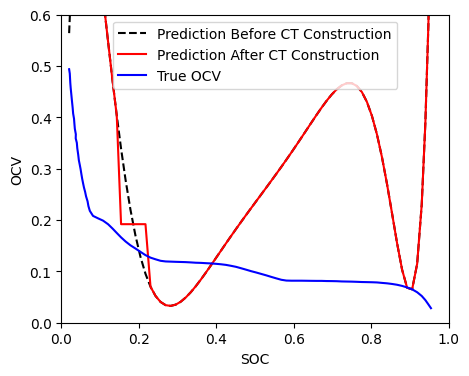 Prediction Before CT Construction
Prediction After CT Construction
True OCV
OCV
0.6
0.5
0.4
0.3
0.2
0.1
0.0
0.0 0.2 0.4 0.6 0.8 1.0
SOC